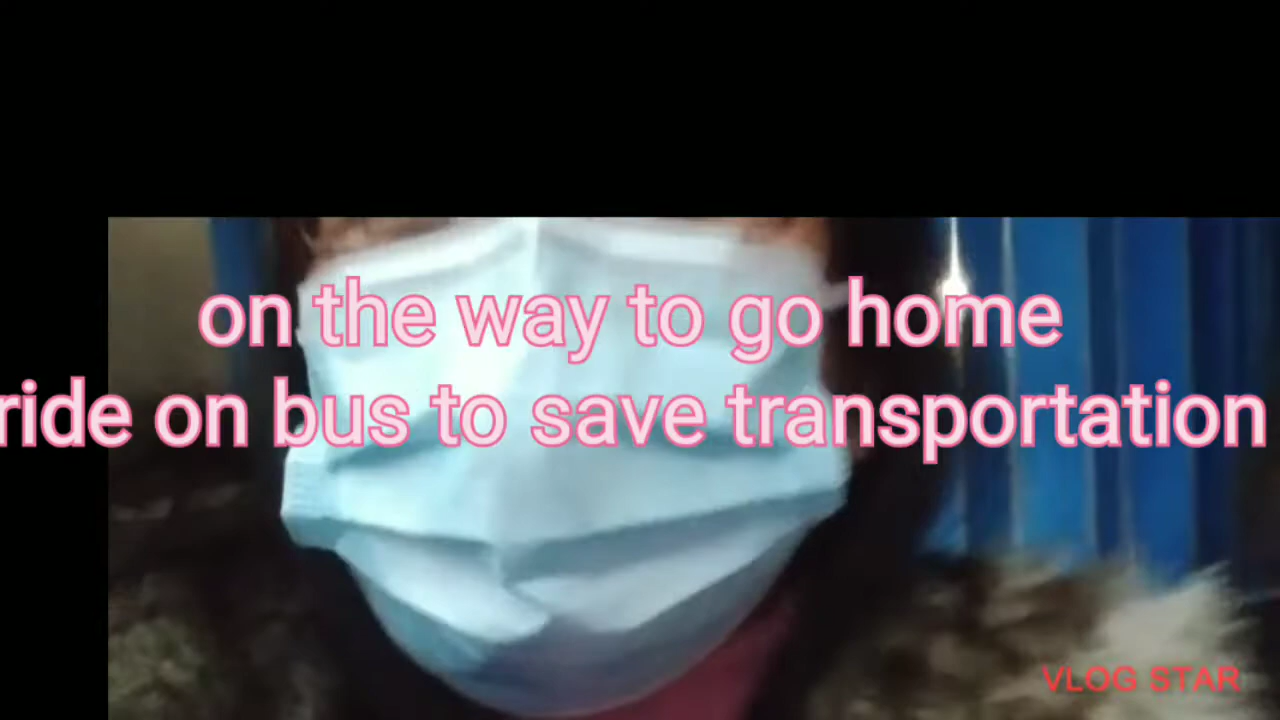 on the way to go home
ride on bus to save transportation
VLOG STAR